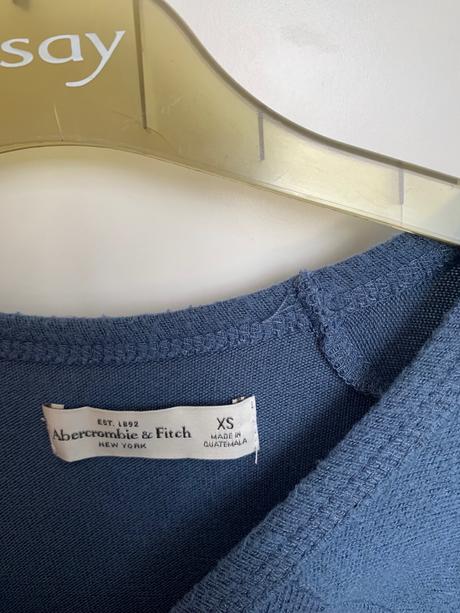 say
EST. 1892
Abercrombie & Fitch
NEW YORK
XS
MADE IN
GUATEMALA